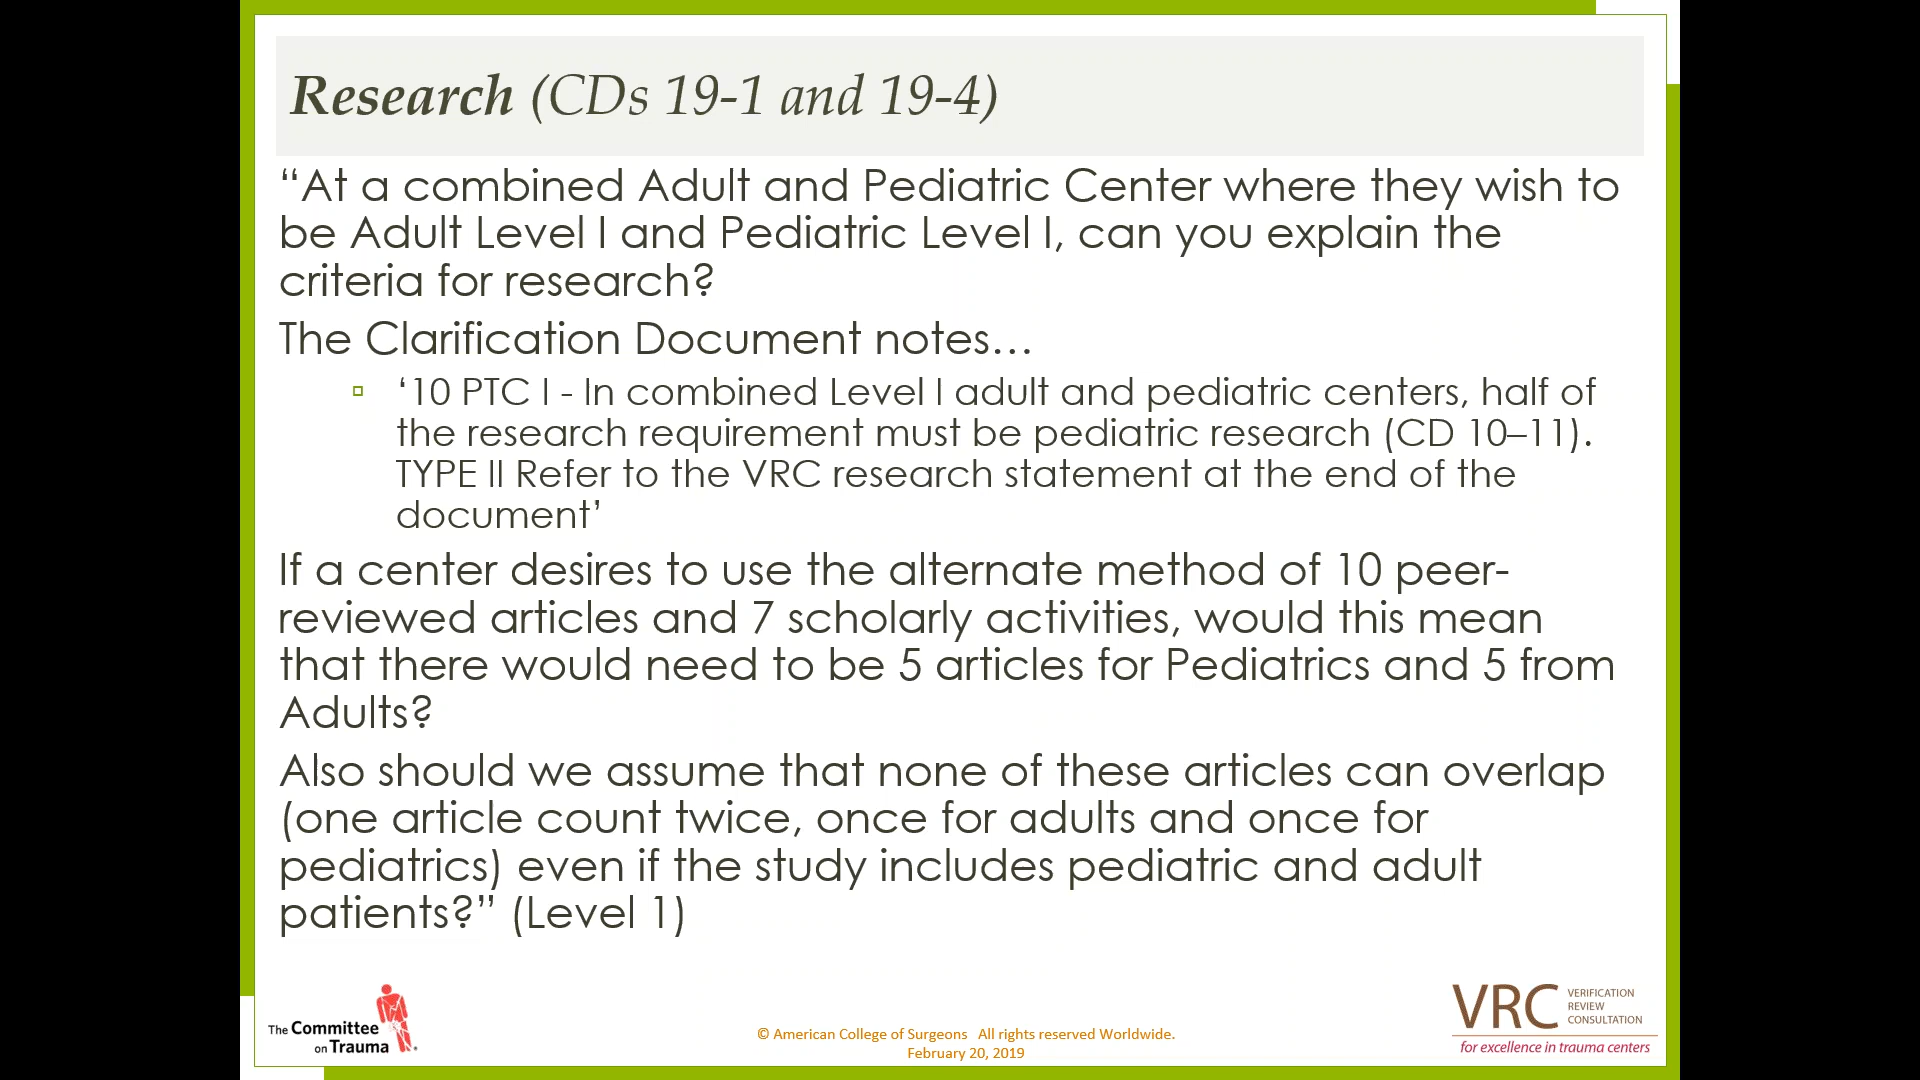 Research (CDs 19-1 and 19-4)
“At a combined Adult and Pediatric Center where they wish to
be Adult Level I and Pediatric Level I, can you explain the
criteria for research?
The Clarification Document notes…
‘10 PTC I - In combined Level I adult and pediatric centers, half of
the research requirement must be pediatric research (CD 10–11).
TYPE II Refer to the VRC research statement at the end of the
document’
If a center desires to use the alternate method of 10 peer-
reviewed articles and 7 scholarly activities, would this mean
that there would need to be 5 articles for Pediatrics and 5 from
Adults?
Also should we assume that none of these articles can overlap
(one article count twice, once for adults and once for
pediatrics) even if the study includes pediatric and adult
patients?” (Level 1)
The Committee
on Trauma
© American College of Surgeons All rights reserved Worldwide.
February 20, 2019
VRC
VERIFICATION
REVIEW
CONSULTATION
for excellence in trauma centers